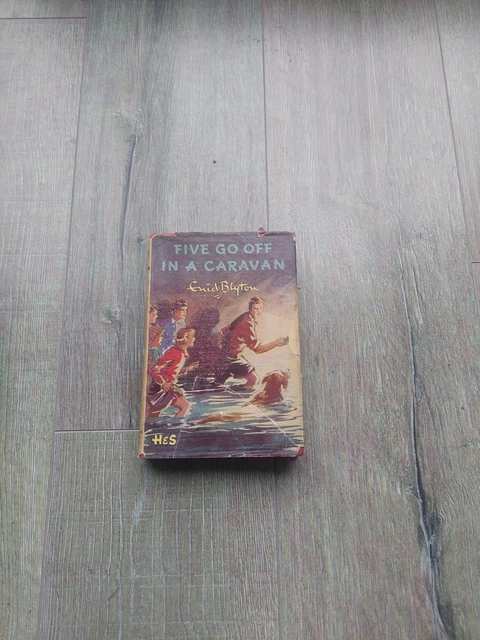 FIVE GO OFF
IN A CARAVAN
Enid Blyton
H&S